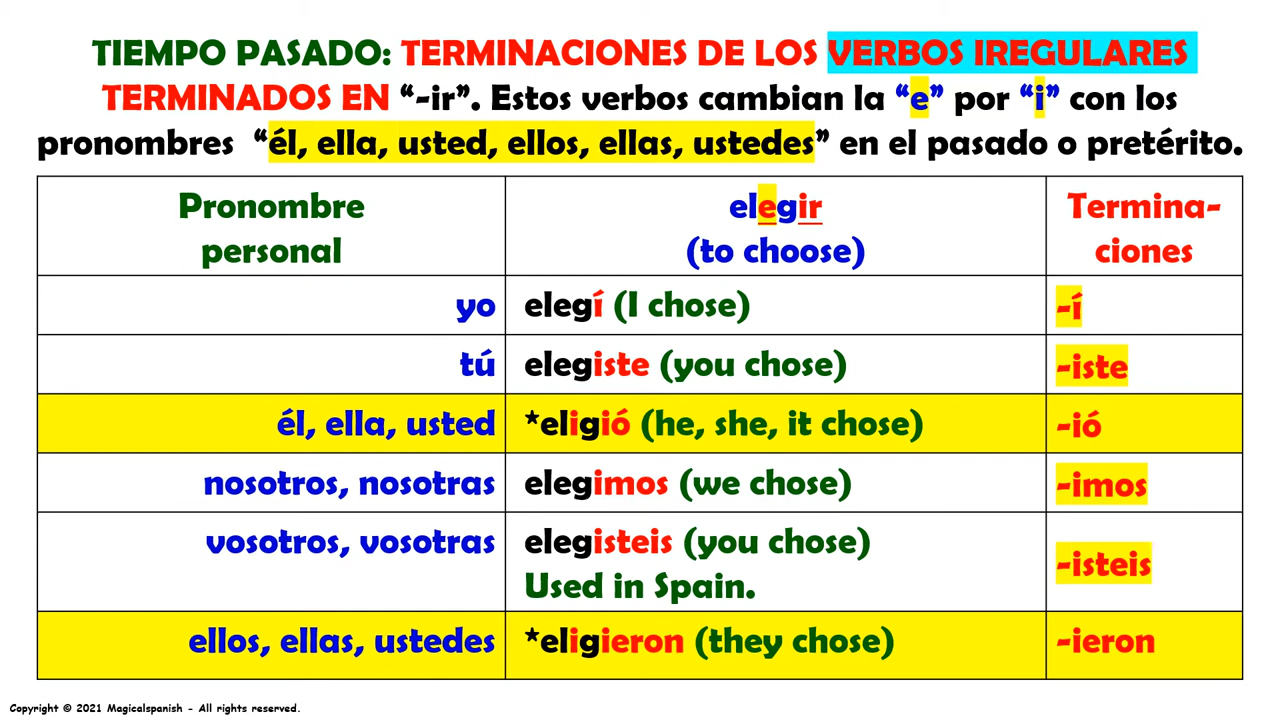 TIEMPO PASADO: TERMINACIONES DE LOS VERBOS IREGULARES
TERMINADOS EN “-ir”. Estos verbos cambian la “e” por “i” con los
pronombres “él, ella, usted, ellos, ellas, ustedes” en el pasado o pretérito.
Pronombre
personal
elegir
(to choose)
Termina-
ciones
yo
elegí (I chose)
-í
tú
elegiste (you chose)
-iste
él, ella, usted
*eligió (he, she, it chose)
-ió
nosotros, nosotras
elegimos (we chose)
-imos
vosotros, vosotras
elegisteis (you chose)
Used in Spain.
-isteis
ellos, ellas, ustedes
*eligieron (they chose)
-ieron
Copyright © 2021 Magicalspanish - All rights reserved.